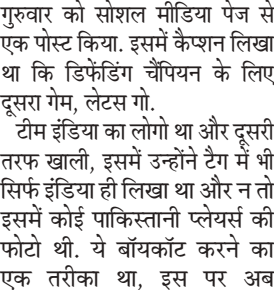 गुरुवार को सोशल मीडिया पेज से
एक पोस्ट किया. इसमें कैप्शन लिखा
था कि डिफेंडिंग चैंपियन के लिए
दूसरा गेम, लेटस गो.
टीम इंडिया का लोगो था और दूसरी
तरफ खाली, इसमें उन्होंने टैग में भी
सिर्फ इंडिया ही लिखा था और न तो
इसमें कोई पाकिस्तानी प्लेयर्स की
फोटो थी. ये बॉयकॉट करने का
एक तरीका था, इस पर अब